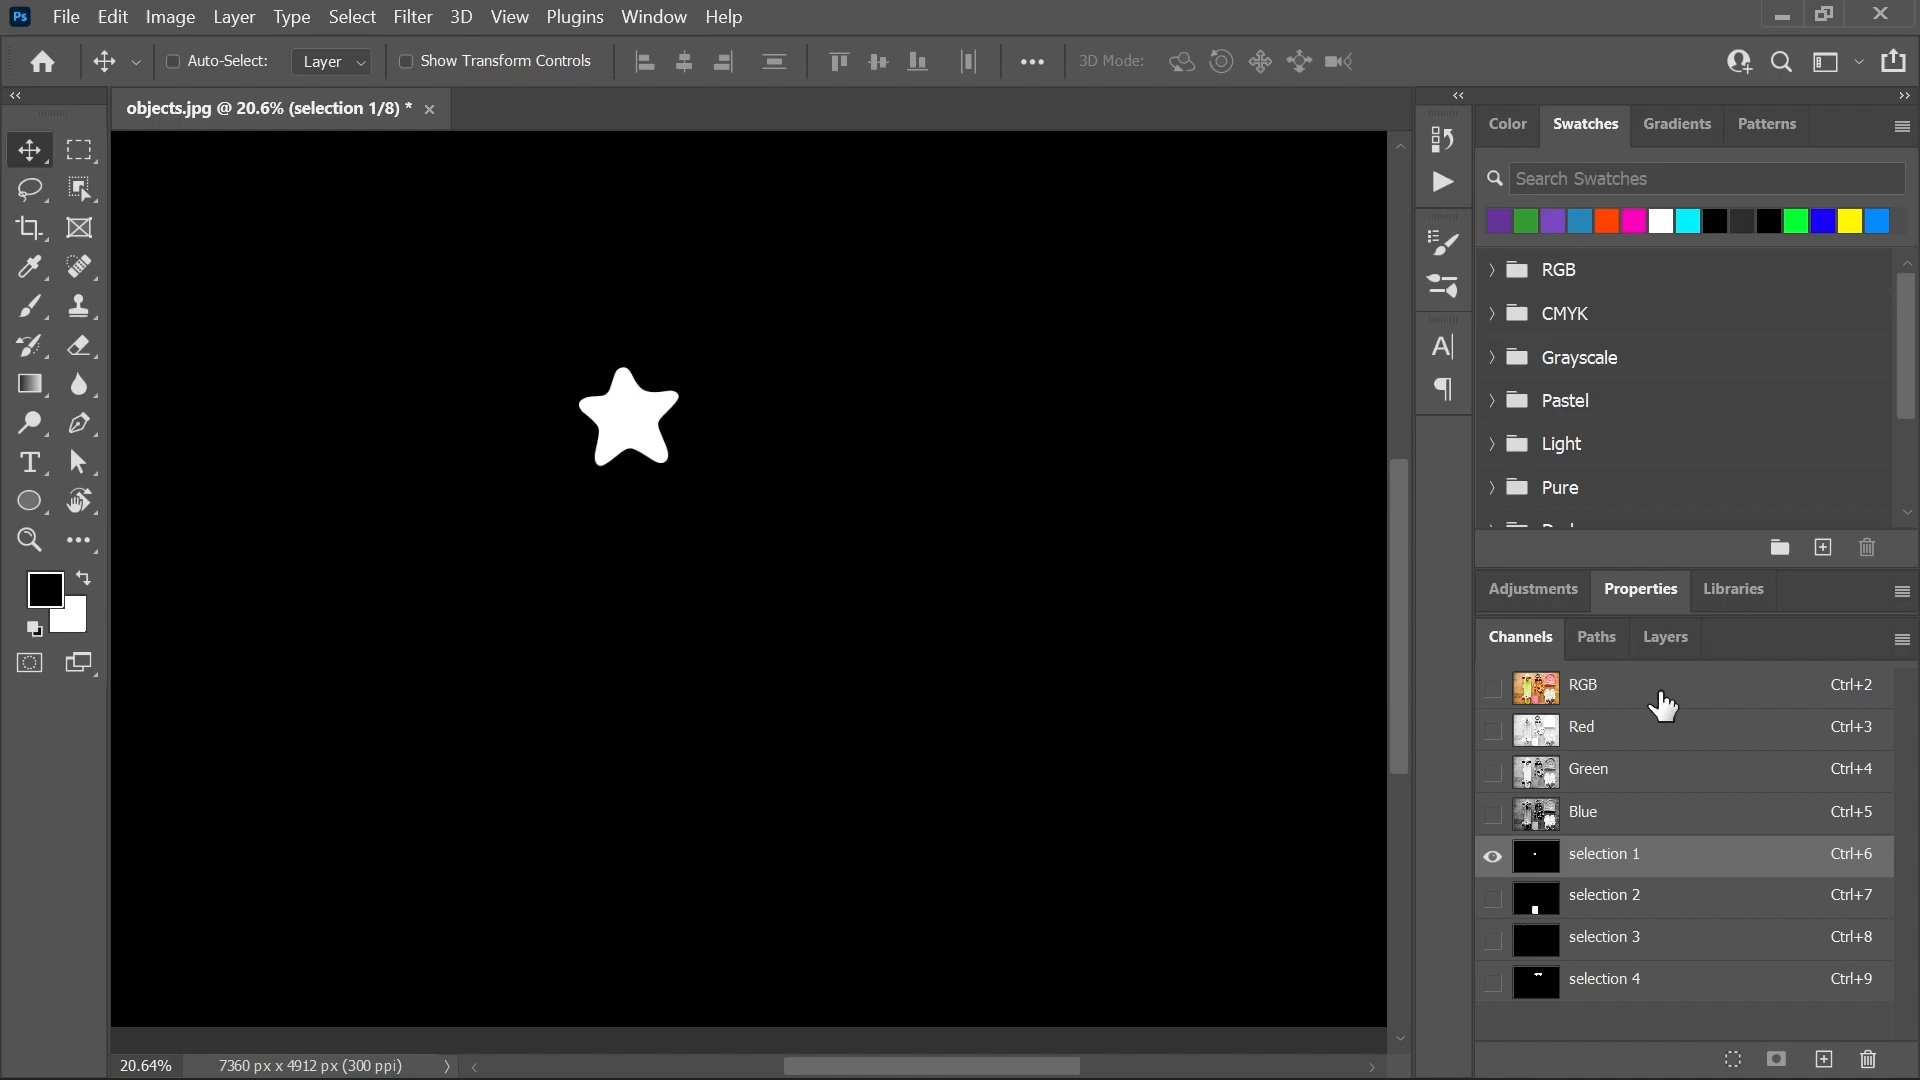 Ps File Edit Image Layer Type Select Filter 3D View Plugins Window Help
Auto-Select: Layer Show Transform Controls 3D Mode:
objects.jpg @ 20.6% (selection 1/8) *
Color Swatches Gradients Patterns
Search Swatches
RGB
CMYK
Grayscale
Pastel
Light
Pure
Adjustments Properties Libraries
Channels Paths Layers
RGB Ctrl+2
Red Ctrl+3
Green Ctrl+4
Blue Ctrl+5
selection 1 Ctrl+6
selection 2 Ctrl+7
selection 3 Ctrl+8
selection 4 Ctrl+9
20.64% 7360 px x 4912 px (300 ppi)